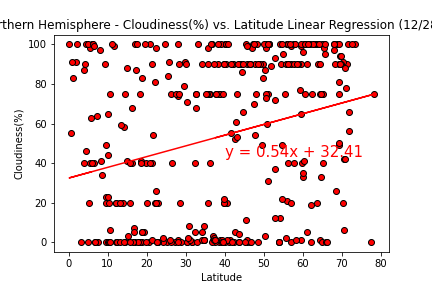 rthern Hemisphere - Cloudiness(%) vs. Latitude Linear Regression (12/28
100
80
60
40
20
0
Cloudiness(%)
y = 0.54x + 32.41
0 10 20 30 40 50 60 70 80
Latitude